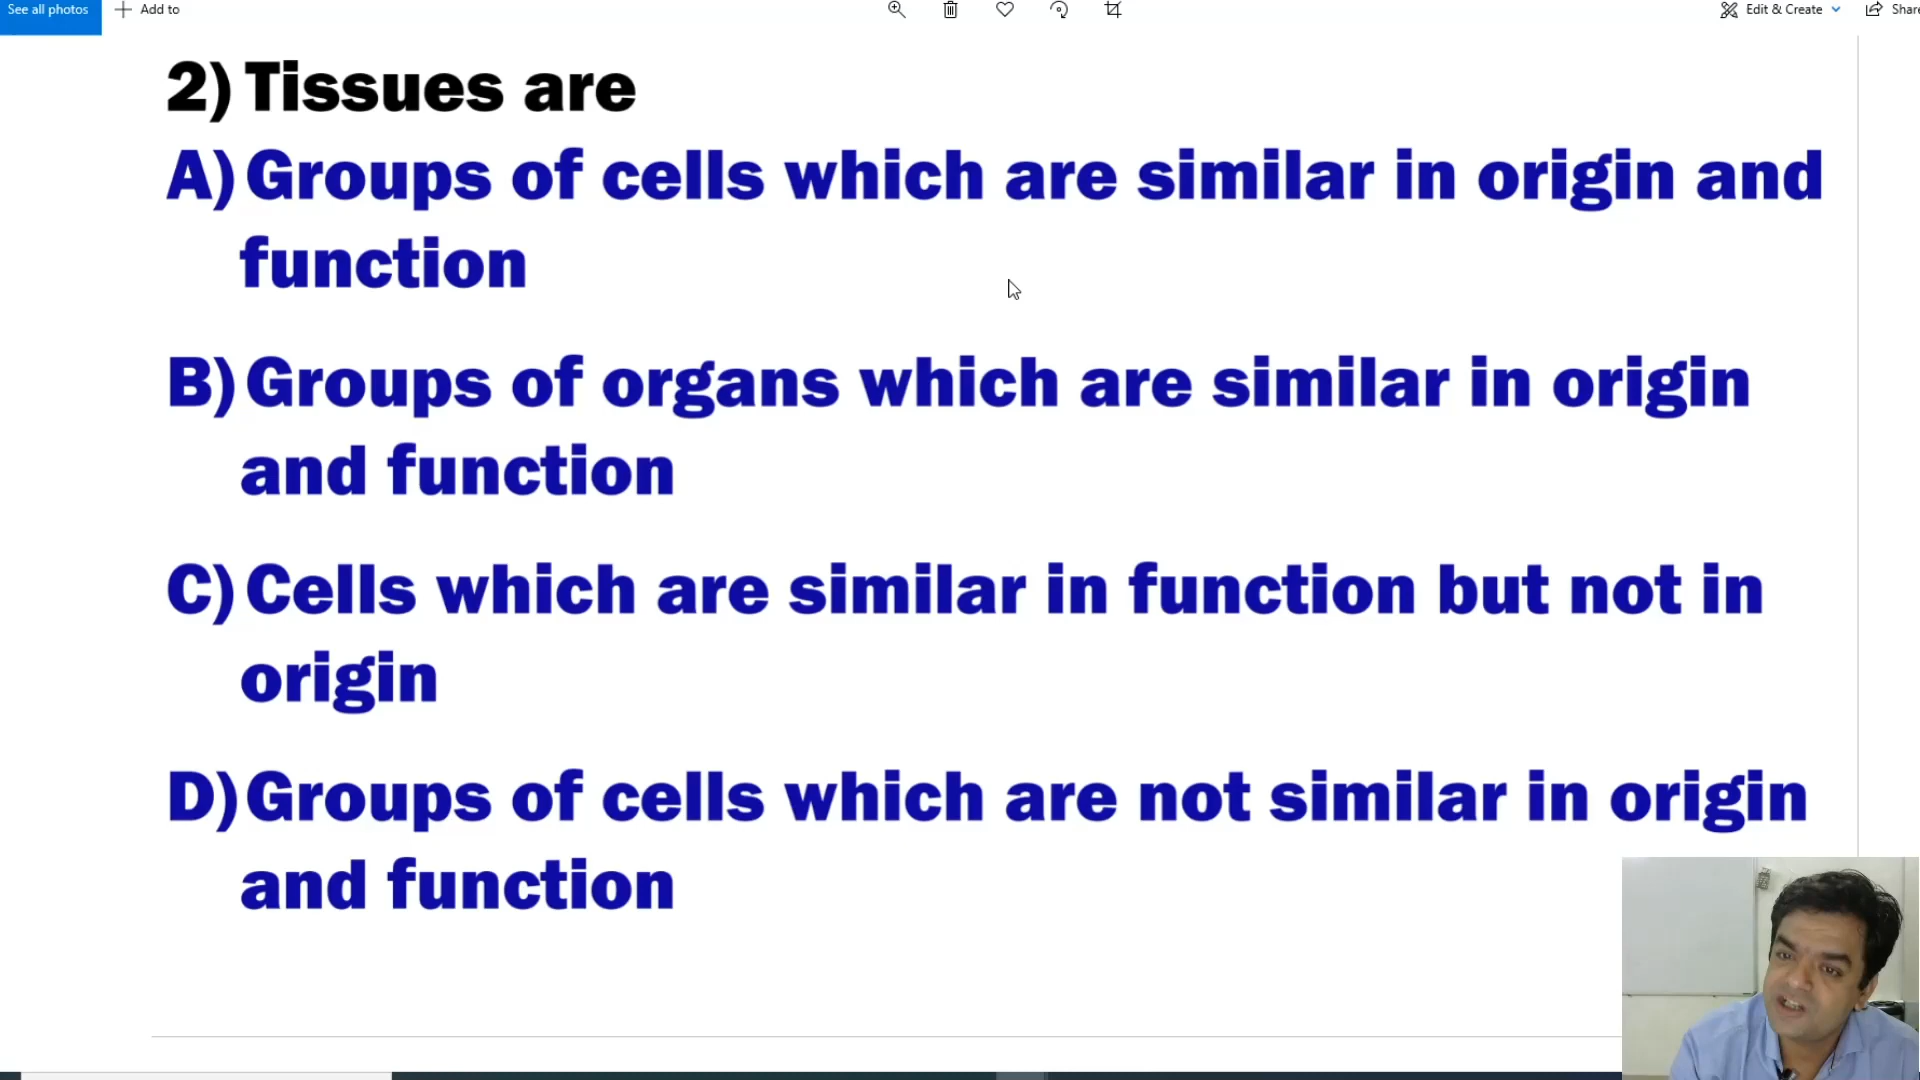 See all photos
Add to
Edit & Create
Share
2) Tissues are
A) Groups of cells which are similar in origin and
function
B) Groups of organs which are similar in origin
and function
C) Cells which are similar in function but not in
origin
D) Groups of cells which are not similar in origin
and function